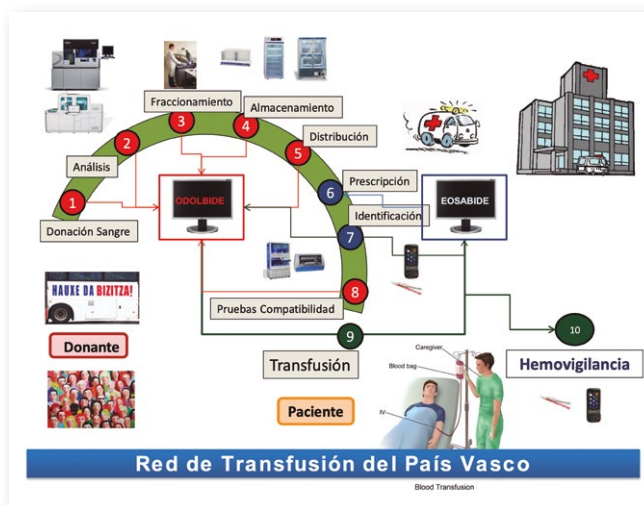 Fraccionamiento
Almacenamiento
3
4
2
5
Distribución
Análisis
6
Prescripción
ODOLBIDE
EOSABIDE
1
Identificación
Donación Sangre
7
HAUXE DA BIZITZA!
8
Pruebas Compatibilidad
9
10
Donante
Transfusión
Caregiver
Blood bag
Hemovigilancia
Paciente
IV
Red de Transfusión del País Vasco
Blood Transfusion